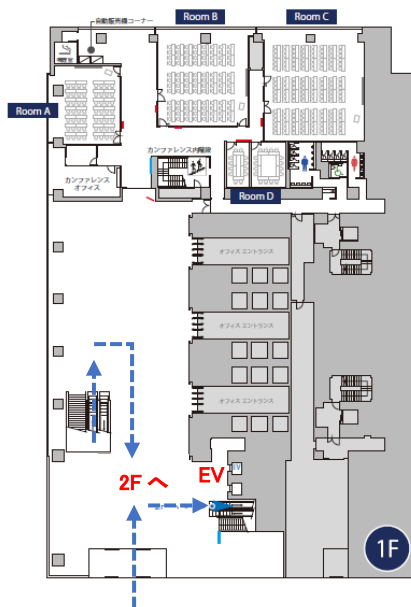 Room B
Room C
自動販売機コーナー
Room A
カンファレンス内階段
カンファレンス
オフィス
Room D
オフィス エントランス
オフィス エントランス
オフィス エントランス
2F へ
EV
EV
1F